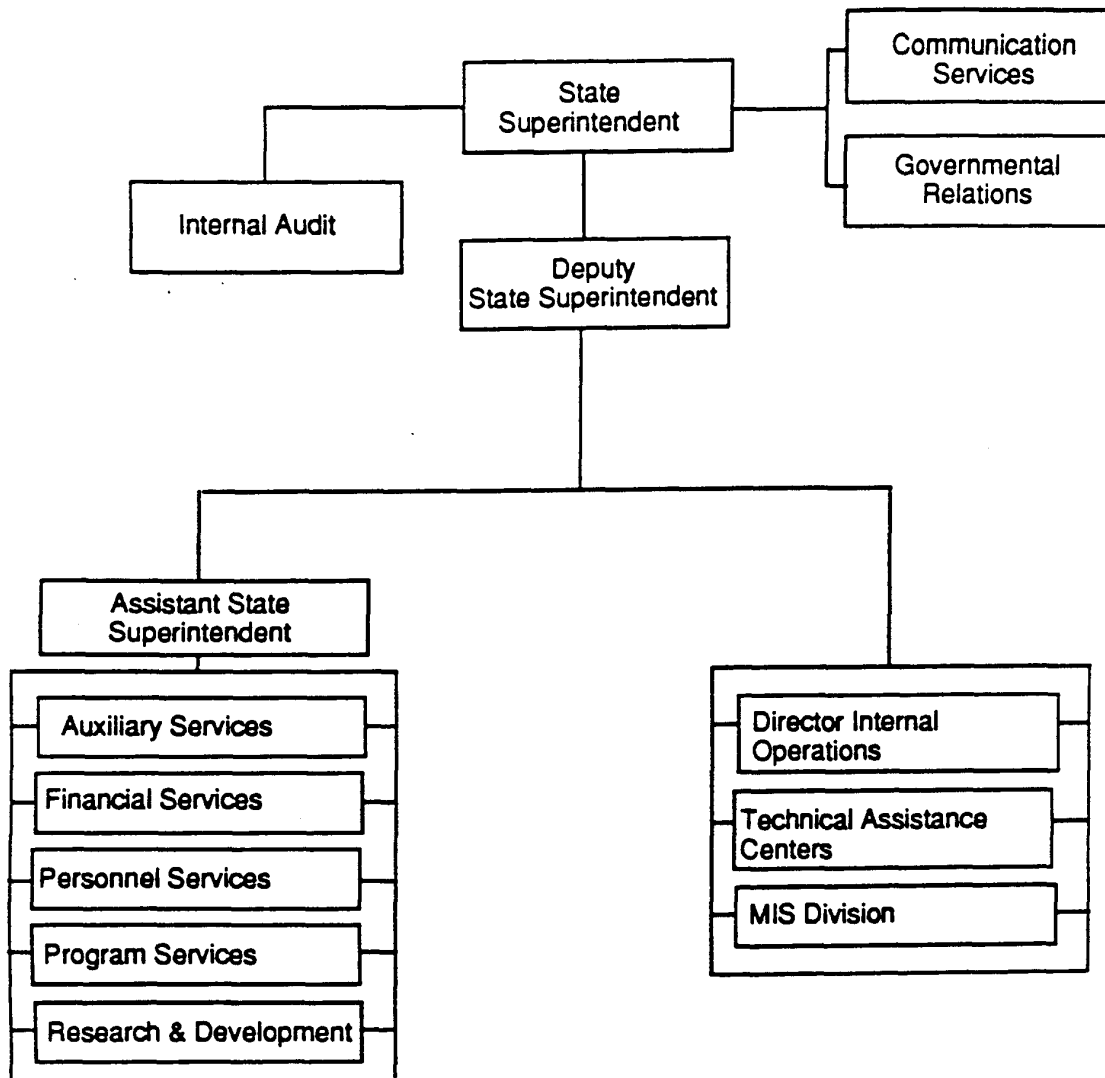 Communication
Services
State
Superintendent
Governmental
Relations
Internal Audit
Deputy
State Superintendent
Assistant State
Superintendent
Auxiliary Services
Financial Services
Personnel Services
Program Services
Research & Development
Director Internal
Operations
Technical Assistance
Centers
MIS Division